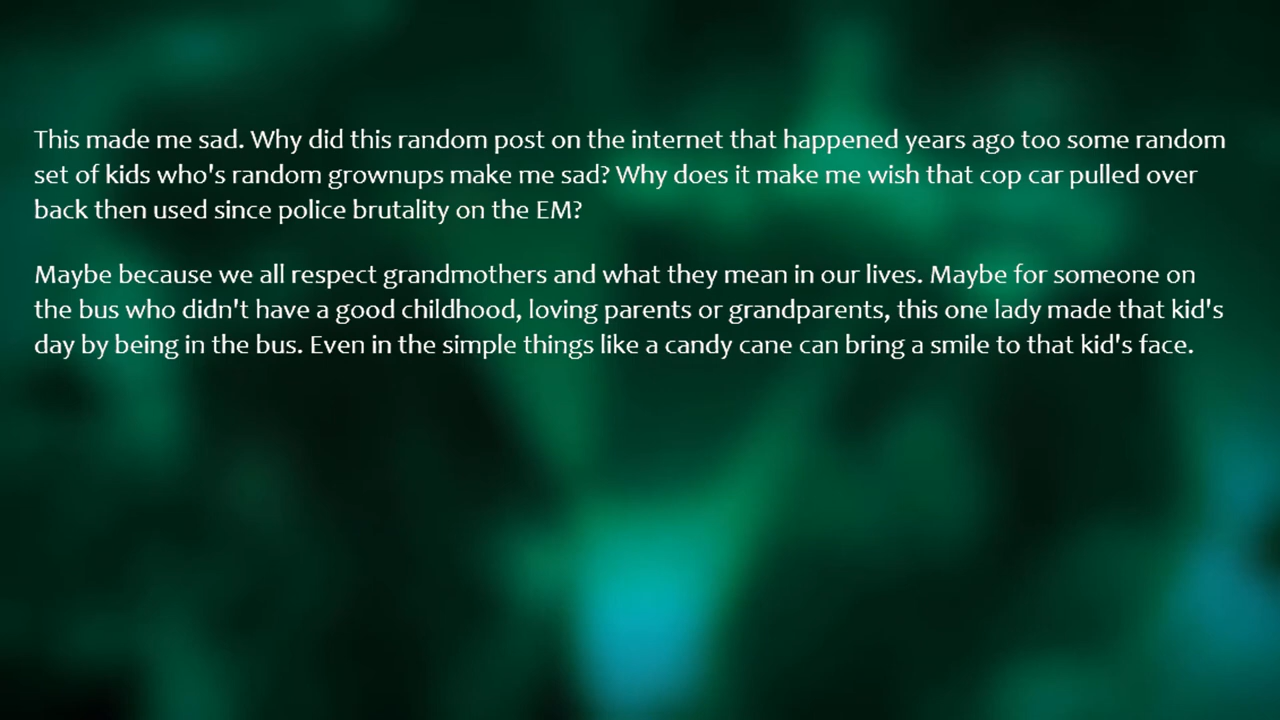 This made me sad. Why did this random post on the internet that happened years ago too some random
set of kids who's random grownups make me sad? Why does it make me wish that cop car pulled over
back then used since police brutality on the EM?
Maybe because we all respect grandmothers and what they mean in our lives. Maybe for someone on
the bus who didn't have a good childhood, loving parents or grandparents, this one lady made that kid's
day by being in the bus. Even in the simple things like a candy cane can bring a smile to that kid's face.